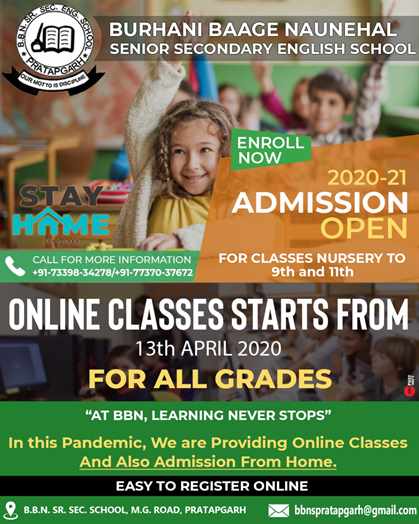 B.B.N. SR. SEC. ENG. SCHOOL
PRATAPGARH
OUR MOTTO IS DISCIPLINE
BURHANI BAAGE NAUNEHAL
SENIOR SECONDARY ENGLISH SCHOOL
ENROLL
NOW
2020-21
ADMISSION
OPEN
STAY
HOME
CALL FOR MORE INFORMATION
+91-73398-34278/+91-77370-37672
FOR CLASSES NURSERY TO
9th and 11th
ONLINE CLASSES STARTS FROM
13th APRIL 2020
FOR ALL GRADES
“AT BBN, LEARNING NEVER STOPS”
In this Pandemic, We are Providing Online Classes
And Also Admission From Home.
EASY TO REGISTER ONLINE
B.B.N. SR. SEC. SCHOOL, M.G. ROAD, PRATAPGARH
bbnspratapgarh@gmail.com